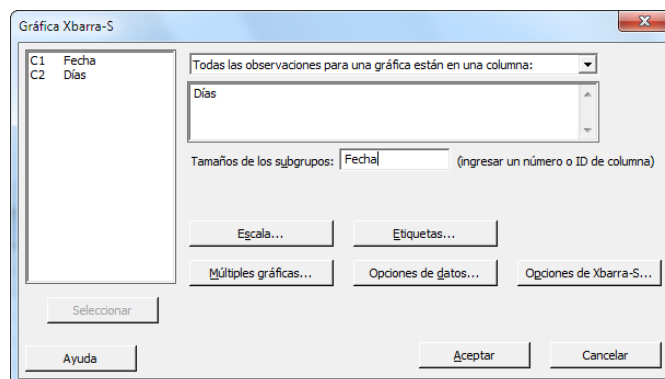 Gráfica Xbarra-S
C1 Fecha
C2 Días
Todas las observaciones para una gráfica están en una columna:
Días
Tamaños de los subgrupos: Fecha (ingresar un número o ID de columna)
Escala... Etiquetas...
Múltiples gráficas... Opciones de datos... Opciones de Xbarra-S...
Seleccionar
Ayuda Aceptar Cancelar